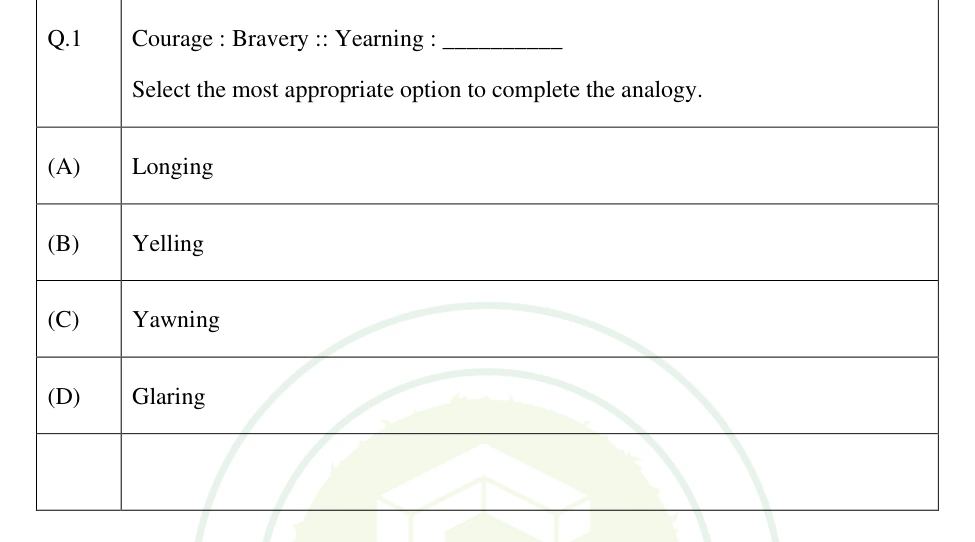 Q.1 Courage : Bravery :: Yearning : __________
Select the most appropriate option to complete the analogy.
(A) Longing
(B) Yelling
(C) Yawning
(D) Glaring